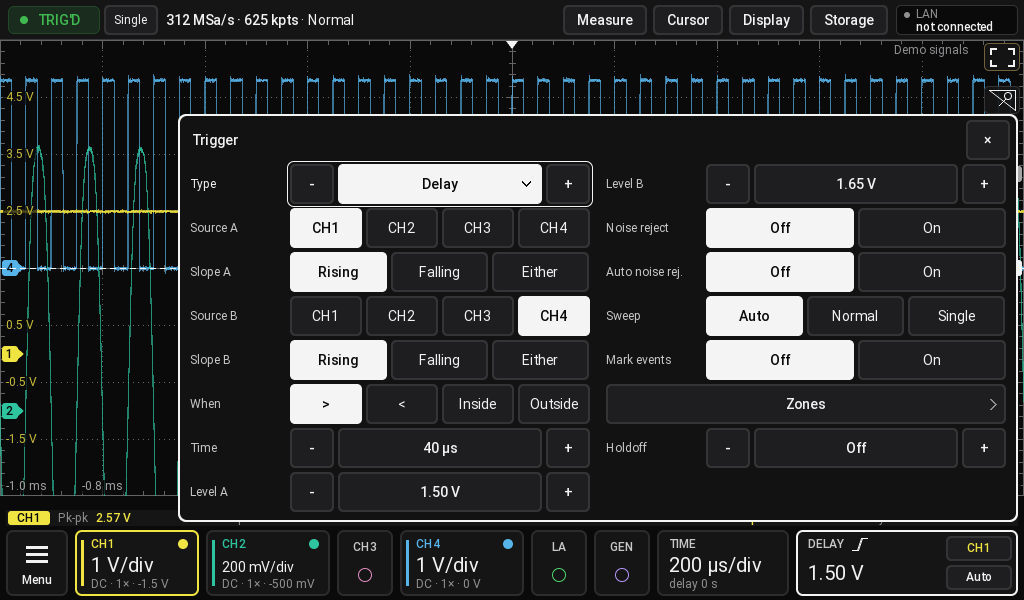 TRIG'D
Single
312 MSa/s · 625 kpts · Normal
Measure
Cursor
Display
Storage
LAN
not connected
Demo signals
4.5 V
3.5 V
2.5 V
4
0.5 V
1
-0.5 V
2
-1.5 V
-1.0 ms
-0.8 ms
Trigger
×
Type
-
Delay
+
Source A
CH1
CH2
CH3
CH4
Slope A
Rising
Falling
Either
Source B
CH1
CH2
CH3
CH4
Slope B
Rising
Falling
Either
When
>
<
Inside
Outside
Time
-
40 µs
+
Level A
-
1.50 V
+
Level B
-
1.65 V
+
Noise reject
Off
On
Auto noise rej.
Off
On
Sweep
Auto
Normal
Single
Mark events
Off
On
Zones
Holdoff
-
Off
+
CH1 Pk-pk 2.57 V
Menu
CH1
1 V/div
DC · 1× · -1.5 V
CH2
200 mV/div
DC · 1× · -500 mV
CH3
CH4
1 V/div
DC · 1× · 0 V
LA
GEN
TIME
200 µs/div
delay 0 s
DELAY
1.50 V
CH1
Auto